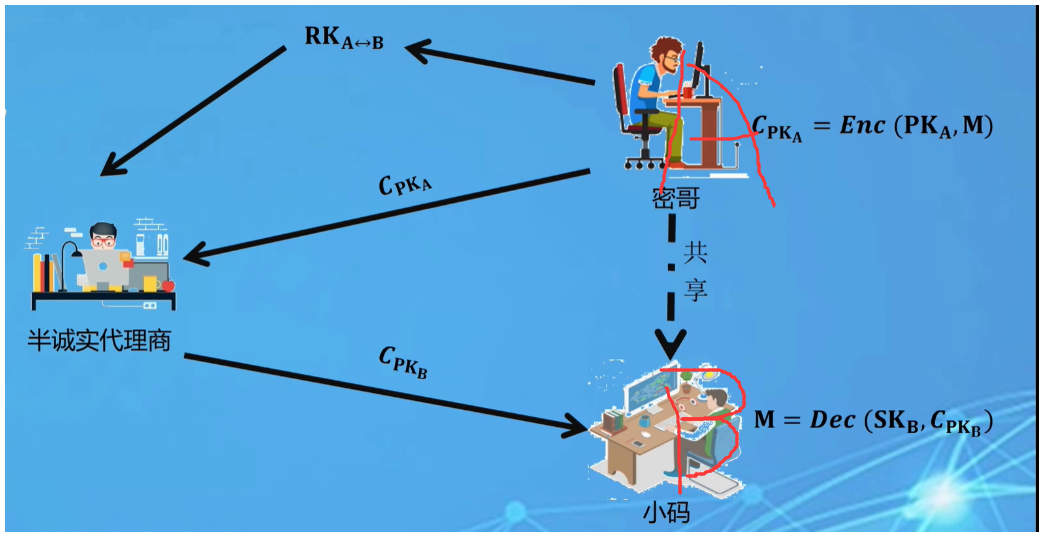 RK_{A↔B}
C_{PK_A} = Enc (PK_A, M)
C_{PK_A}
密哥
A
共享
半诚实代理商
C_{PK_B}
M = Dec (SK_B, C_{PK_B})
B
小码